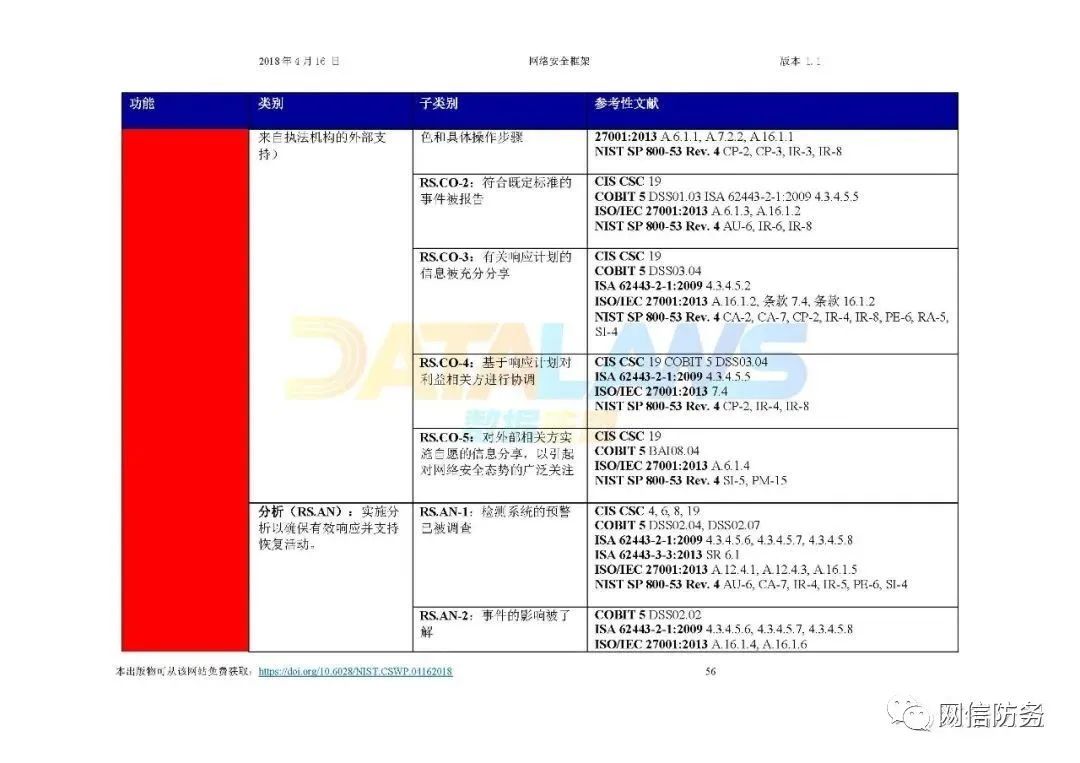 2018 年 4 月 16 日 网络安全框架 版本 1.1
功能 类别 子类别 参考性文献
来自执法机构的外部支
持）
色和具体操作步骤
27001:2013 A.6.1.1, A.7.2.2, A.16.1.1
NIST SP 800-53 Rev. 4 CP-2, CP-3, IR-3, IR-8
RS.CO-2：符合既定标准的
事件被报告
CIS CSC 19
COBIT 5 DSS01.03 ISA 62443-2-1:2009 4.3.4.5.5
ISO/IEC 27001:2013 A.6.1.3, A.16.1.2
NIST SP 800-53 Rev. 4 AU-6, IR-6, IR-8
RS.CO-3：有关响应计划的
信息被充分分享
CIS CSC 19
COBIT 5 DSS03.04
ISA 62443-2-1:2009 4.3.4.5.2
ISO/IEC 27001:2013 A.16.1.2, 条款 7.4, 条款 16.1.2
NIST SP 800-53 Rev. 4 CA-2, CA-7, CP-2, IR-4, IR-8, PE-6, RA-5,
SI-4
RS.CO-4：基于响应计划对
利益相关方进行协调
CIS CSC 19 COBIT 5 DSS03.04
ISA 62443-2-1:2009 4.3.4.5.5
ISO/IEC 27001:2013 7.4
NIST SP 800-53 Rev. 4 CP-2, IR-4, IR-8
RS.CO-5：对外部相关方实
施自愿的信息分享，以引起
对网络安全态势的广泛关注
CIS CSC 19
COBIT 5 BAI08.04
ISO/IEC 27001:2013 A.6.1.4
NIST SP 800-53 Rev. 4 SI-5, PM-15
分析（RS.AN）：实施分
析以确保有效响应并支持
恢复活动。
RS.AN-1：检测系统的预警
已被调查
CIS CSC 4, 6, 8, 19
COBIT 5 DSS02.04, DSS02.07
ISA 62443-2-1:2009 4.3.4.5.6, 4.3.4.5.7, 4.3.4.5.8
ISA 62443-3-3:2013 SR 6.1
ISO/IEC 27001:2013 A.12.4.1, A.12.4.3, A.16.1.5
NIST SP 800-53 Rev. 4 AU-6, CA-7, IR-4, IR-5, PE-6, SI-4
RS.AN-2：事件的影响被了
解
COBIT 5 DSS02.02
ISA 62443-2-1:2009 4.3.4.5.6, 4.3.4.5.7, 4.3.4.5.8
ISO/IEC 27001:2013 A.16.1.4, A.16.1.6
DATALAWS
本出版物可从该网站免费获取：https://doi.org/10.6028/NIST.CSWP.04162018 56
网信防务